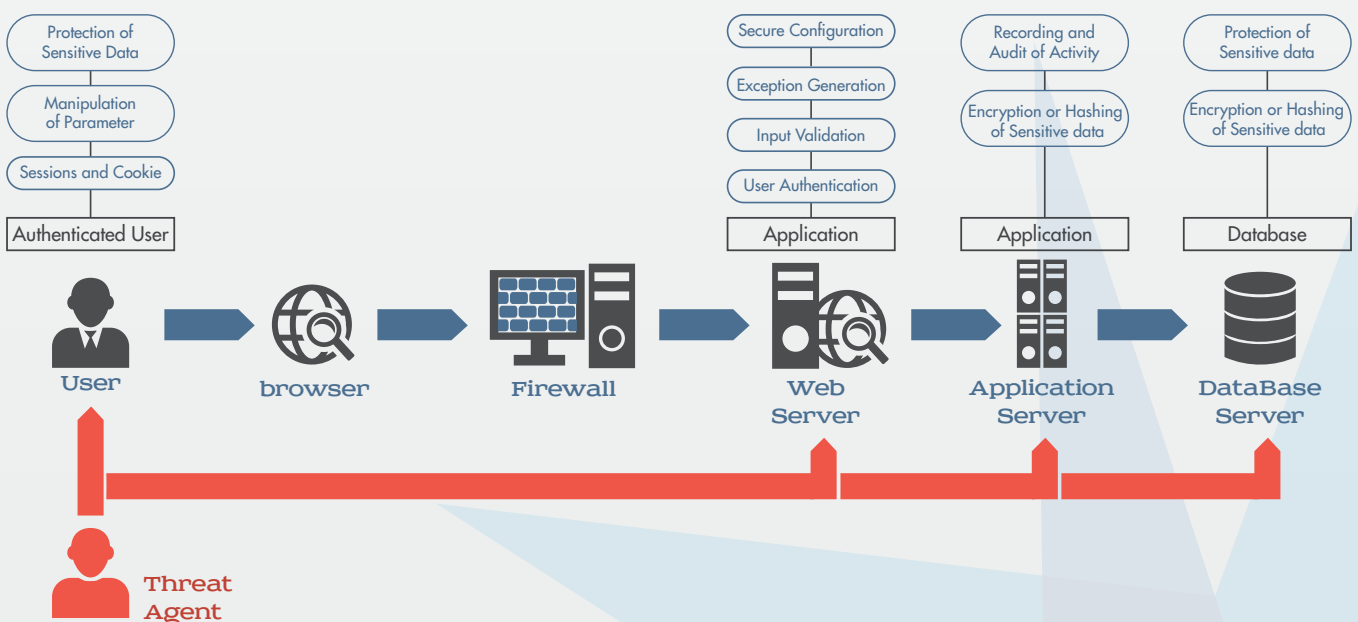 Protection of
Sensitive Data
Manipulation
of Parameter
Sessions and Cookie
Authenticated User
Secure Configuration
Exception Generation
Input Validation
User Authentication
Application
Recording and
Audit of Activity
Encryption or Hashing
of Sensitive data
Application
Protection of
Sensitive data
Encryption or Hashing
of Sensitive data
Database
User
browser
Firewall
Web
Server
Application
Server
DataBase
Server
Threat
Agent